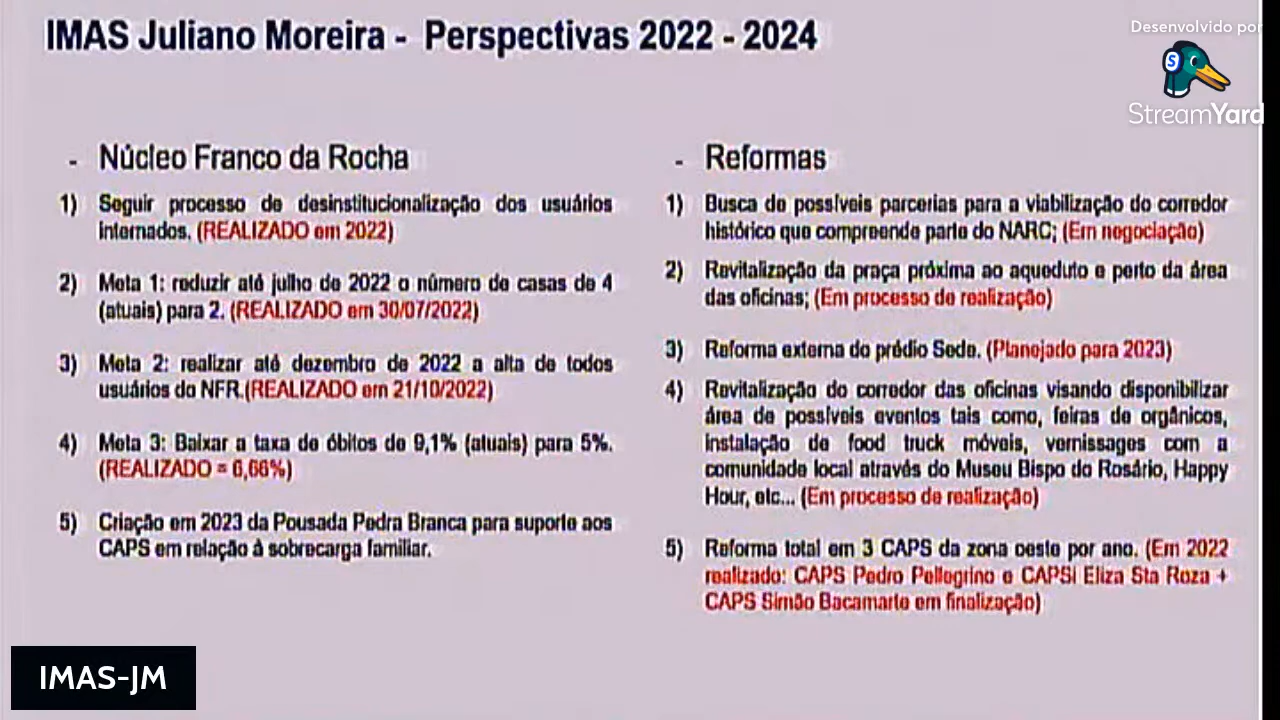 IMAS Juliano Moreira - Perspectivas 2022 - 2024
Desenvolvido por
StreamYard
- Núcleo Franco da Rocha
1) Seguir processo de desinstitucionalização dos usuários
internados. (REALIZADO em 2022)
2) Meta 1: reduzir até julho de 2022 o número de casas de 4
(atuais) para 2. (REALIZADO em 30/07/2022)
3) Meta 2: realizar até dezembro de 2022 a alta de todos
usuários do NFR.(REALIZADO em 21/10/2022)
4) Meta 3: Baixar a taxa de óbitos de 9,1% (atuais) para 5%.
(REALIZADO = 6,66%)
5) Criação em 2023 da Pousada Pedra Branca para suporte aos
CAPS em relação à sobrecarga familiar.
- Reformas
1) Busca de possíveis parcerias para a viabilização do corredor
histórico que compreende parte do NARC; (Em negociação)
2) Revitalização da praça próxima ao aqueduto e perto da área
das oficinas; (Em processo de realização)
3) Reforma externa do prédio Sede. (Planejado para 2023)
4) Revitalização do corredor das oficinas visando disponibilizar
área de possíveis eventos tais como, feiras de orgânicos,
instalação de food truck móveis, vernissages com a
comunidade local através do Museu Bispo do Rosário, Happy
Hour, etc... (Em processo de realização)
5) Reforma total em 3 CAPS da zona oeste por ano. (Em 2022
realizado: CAPS Pedro Pellegrino e CAPSI Eliza Sta Roza +
CAPS Simão Bacamarte em finalização)
IMAS-JM